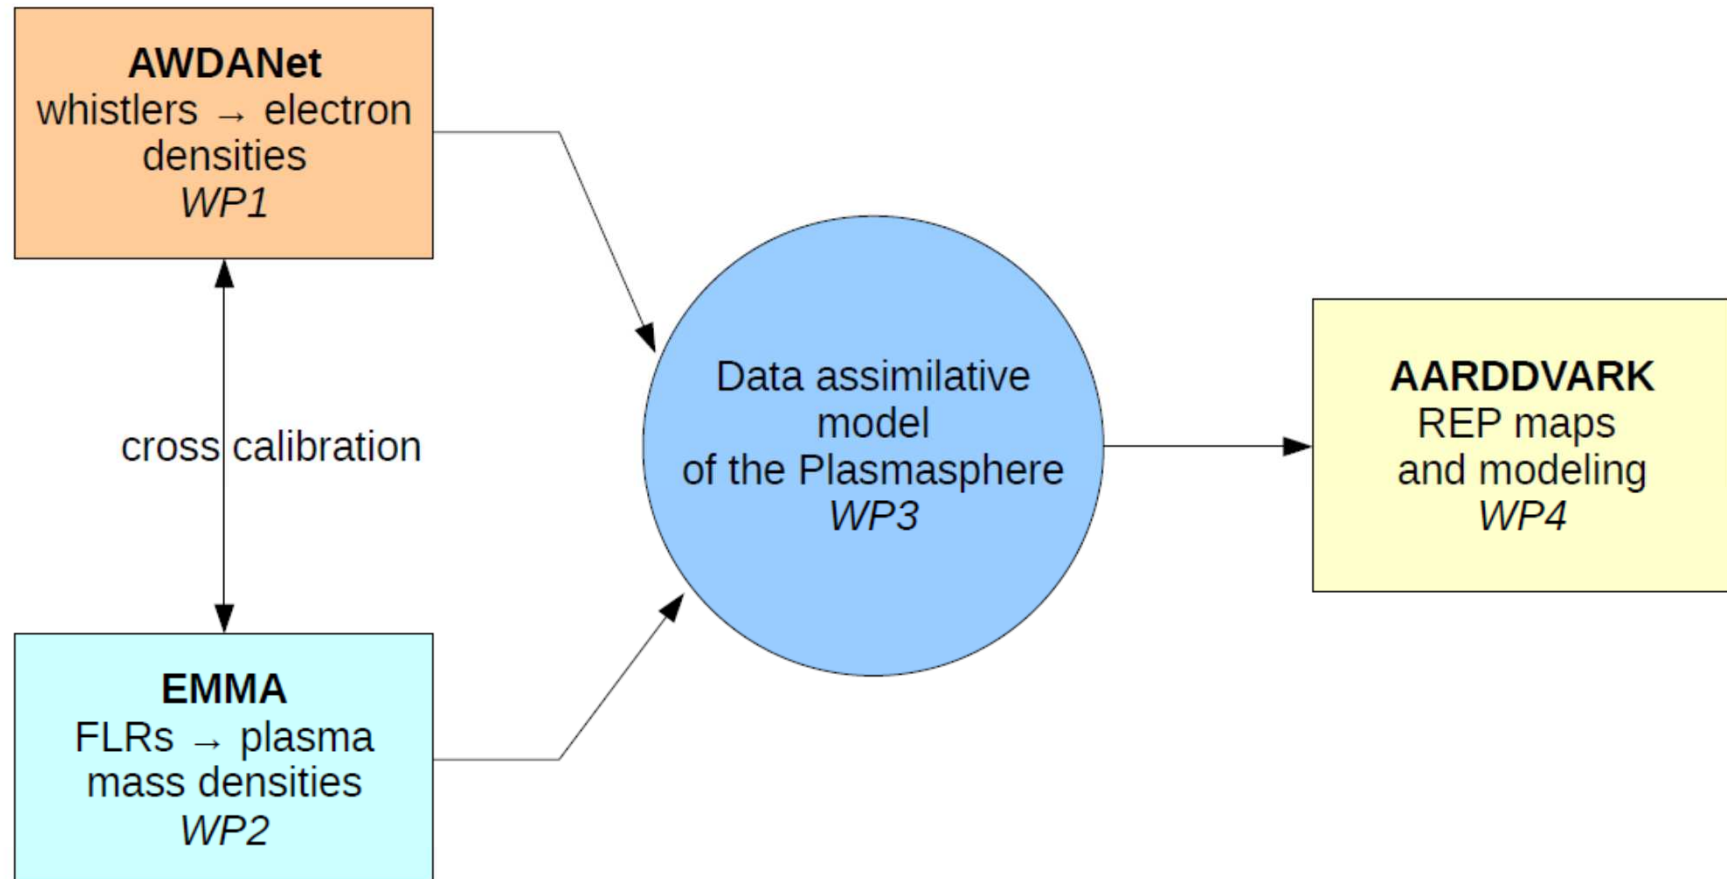 AWDANet
whistlers → electron
densities
WP1
cross calibration
EMMA
FLRs → plasma
mass densities
WP2
Data assimilative
model
of the Plasmasphere
WP3
AARDDVARK
REP maps
and modeling
WP4